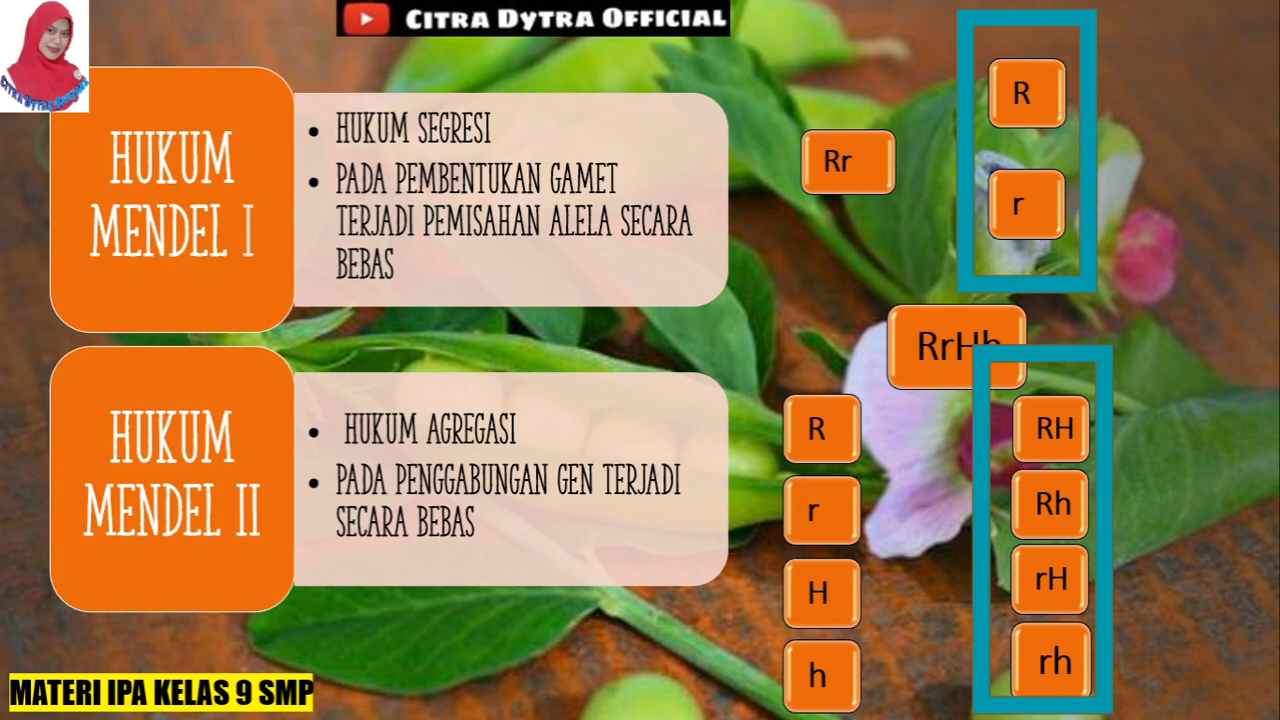 CITRA DYTRA OFFICIAL
HUKUM
MENDEL I
• HUKUM SEGRESI
• PADA PEMBENTUKAN GAMET
TERJADI PEMISAHAN ALELA SECARA
BEBAS
Rr
R
r
HUKUM
MENDEL II
• HUKUM AGREGASI
• PADA PENGGABUNGAN GEN TERJADI
SECARA BEBAS
RrHh
R
r
H
h
RH
Rh
rH
rh
MATERI IPA KELAS 9 SMP